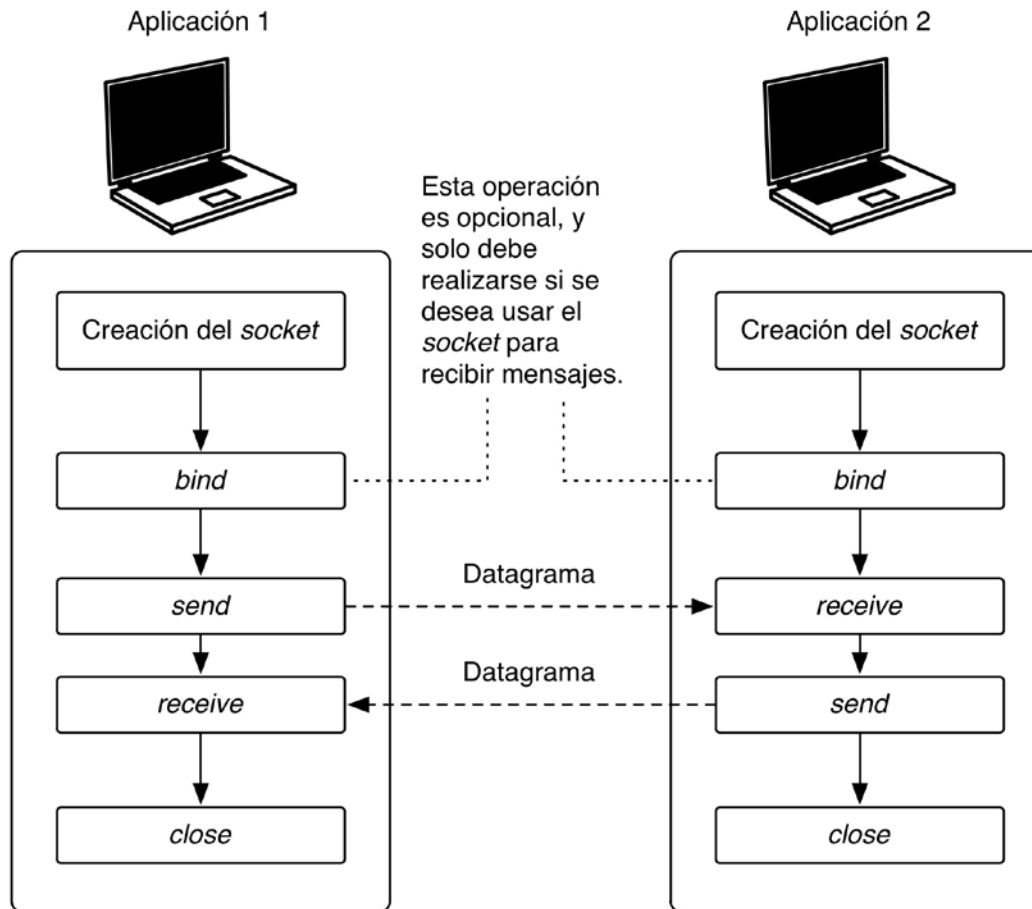 Aplicación 1
Aplicación 2
Esta operación
es opcional, y
solo debe
realizarse si se
desea usar el
socket para
recibir mensajes.
Creación del socket
Creación del socket
bind
bind
Datagrama
send
receive
Datagrama
receive
send
close
close